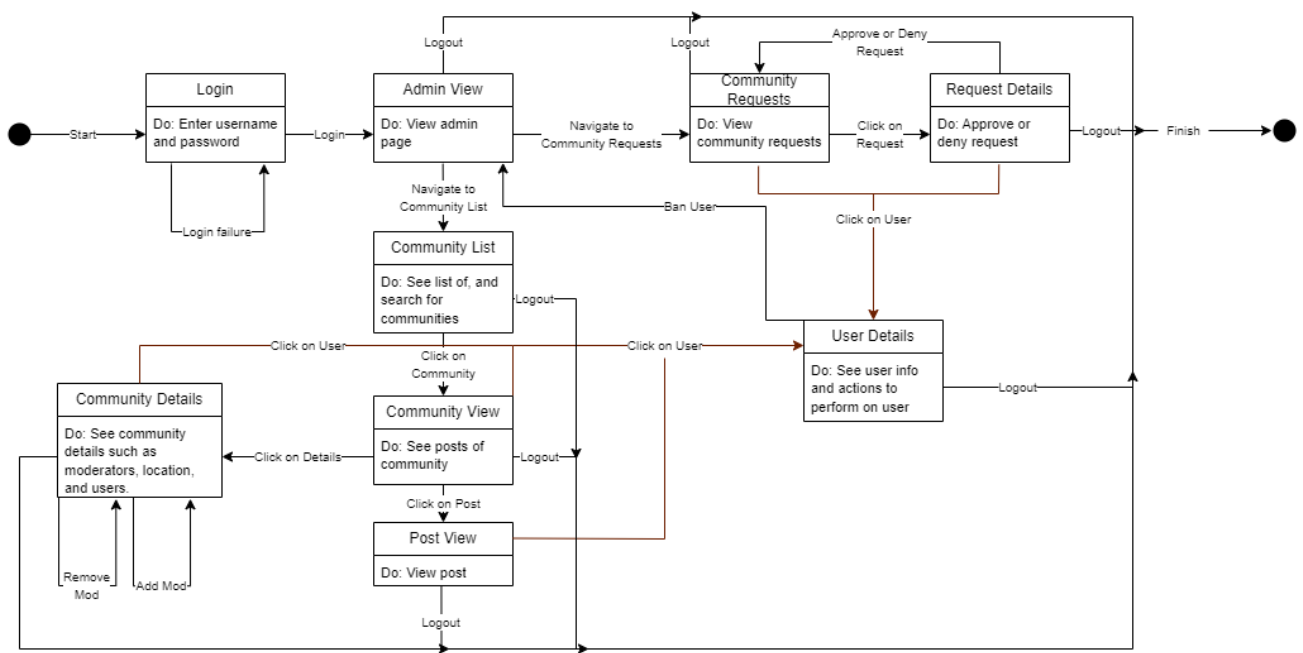 Logout
Logout
Approve or Deny
Request
Login
Do: Enter username
and password
Admin View
Do: View admin
page
Community
Requests
Do: View
community requests
Request Details
Do: Approve or
deny request
Start
Login
Navigate to
Community Requests
Click on
Request
Logout
Finish
Login failure
Navigate to
Community List
Ban User
Click on User
Community List
Do: See list of, and
search for
communities
Logout
Click on User
Click on
Community
Click on User
User Details
Do: See user info
and actions to
perform on user
Logout
Community Details
Do: See community
details such as
moderators, location,
and users.
Click on Details
Community View
Do: See posts of
community
Logout
Click on Post
Post View
Do: View post
Remove
Mod
Add Mod
Logout